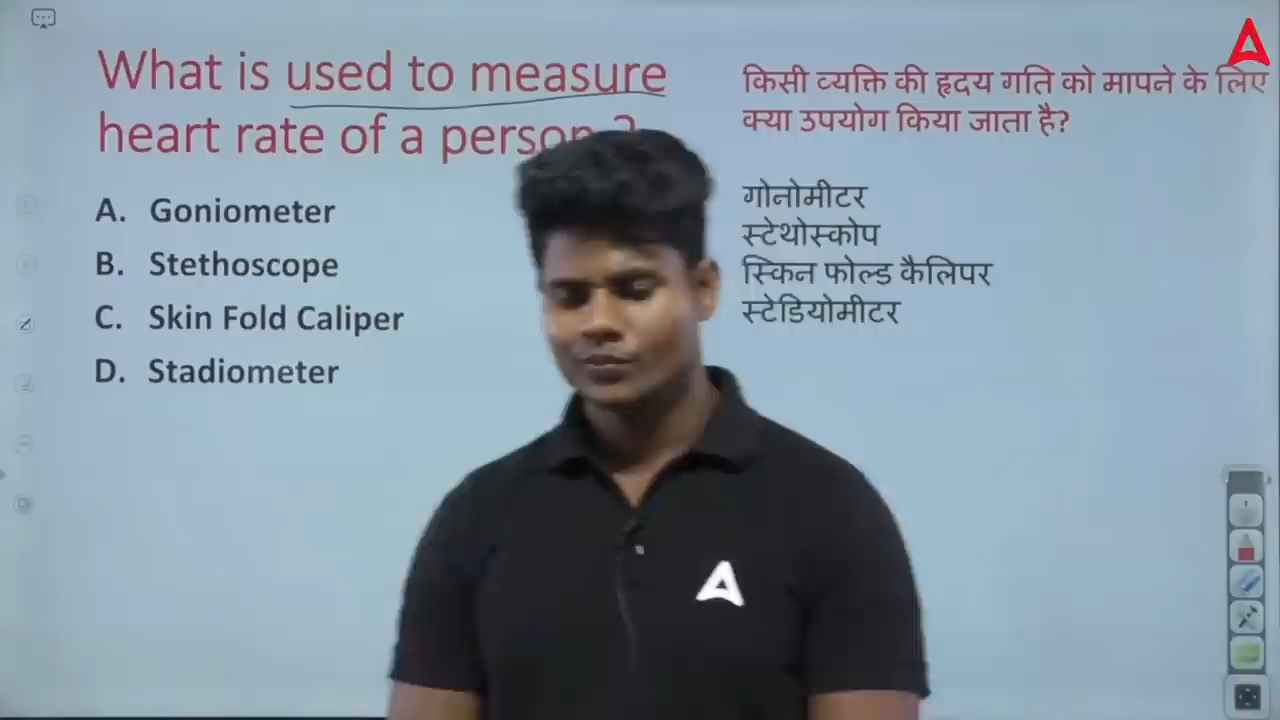 What is used to measure
heart rate of a person ?
A. Goniometer
B. Stethoscope
C. Skin Fold Caliper
D. Stadiometer
किसी व्यक्ति की हृदय गति को मापने के लिए
क्या उपयोग किया जाता है?
गोनोमीटर
स्टेथोस्कोप
स्किन फोल्ड कैलिपर
स्टेडियोमीटर